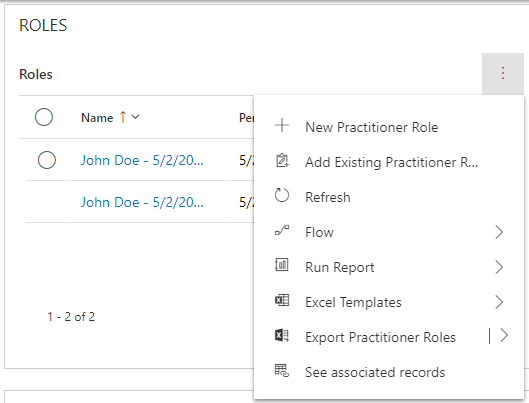 ROLES
Roles
Name
Per
John Doe - 5/2/20...
5/
John Doe - 5/2/20...
5/
1 - 2 of 2
New Practitioner Role
Add Existing Practitioner R...
Refresh
Flow
Run Report
Excel Templates
Export Practitioner Roles
See associated records